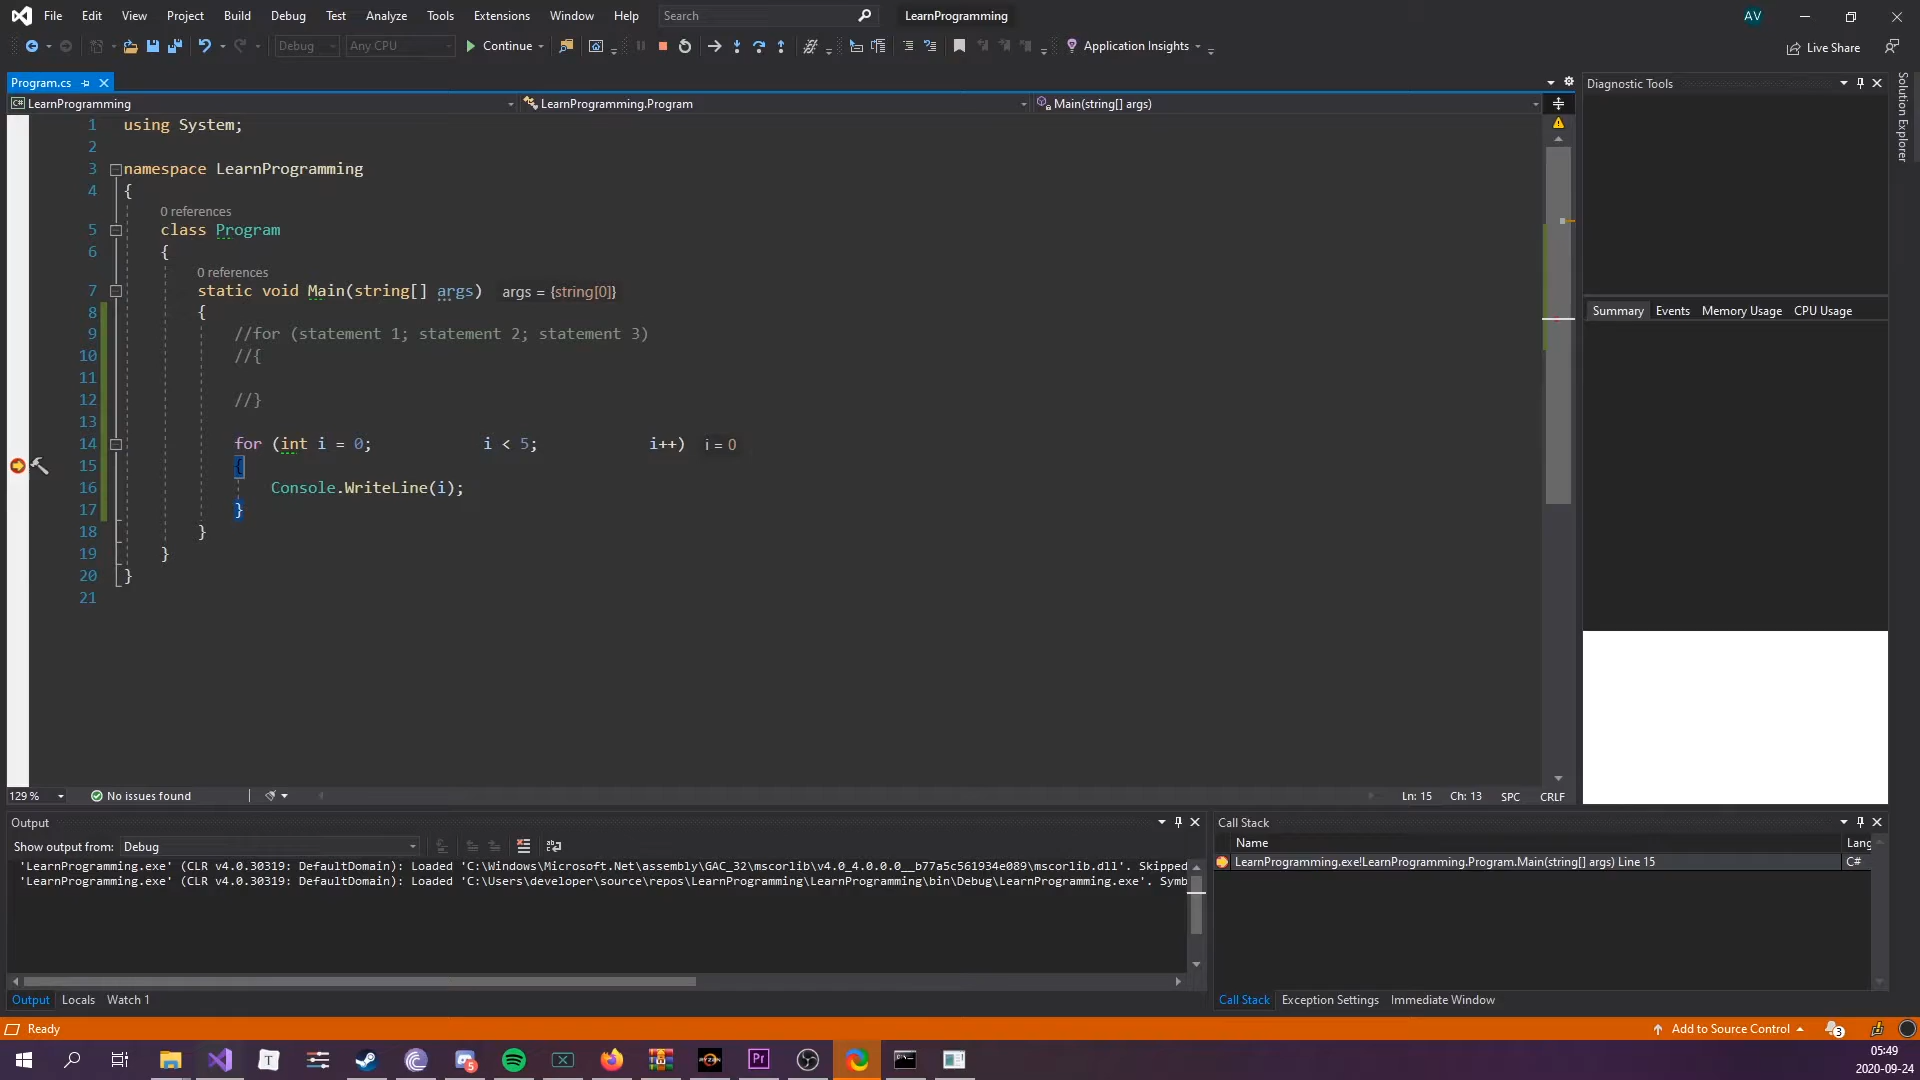 File Edit View Project Build Debug Test Analyze Tools Extensions Window Help Search LearnProgramming AV
Debug Any CPU Continue Application Insights Live Share
Program.cs
LearnProgramming LearnProgramming.Program Main(string[] args)
Diagnostic Tools
Solution Explorer
1 using System;
2
3 namespace LearnProgramming
4 {
0 references
5 class Program
6 {
0 references
7 static void Main(string[] args) args = {string[0]}
8 {
9 //for (statement 1; statement 2; statement 3)
10 //{
11
12 //}
13
14 for (int i = 0; i < 5; i++) i = 0
15 {
16 Console.WriteLine(i);
17 }
18 }
19 }
20 }
21
Summary Events Memory Usage CPU Usage
129 % No issues found Ln: 15 Ch: 13 SPC CRLF
Output
Show output from: Debug
'LearnProgramming.exe' (CLR v4.0.30319: DefaultDomain): Loaded 'C:\Windows\Microsoft.Net\assembly\GAC_32\mscorlib\v4.0_4.0.0.0__b77a5c561934e089\mscorlib.dll'. Skipped
'LearnProgramming.exe' (CLR v4.0.30319: DefaultDomain): Loaded 'C:\Users\developer\source\repos\LearnProgramming\LearnProgramming\bin\Debug\LearnProgramming.exe'. Symb
Output Locals Watch 1
Call Stack
Name Lang
LearnProgramming.exe!LearnProgramming.Program.Main(string[] args) Line 15 C#
Call Stack Exception Settings Immediate Window
Ready Add to Source Control 3
T 5 RYZEN Pr
05:49
2020-09-24